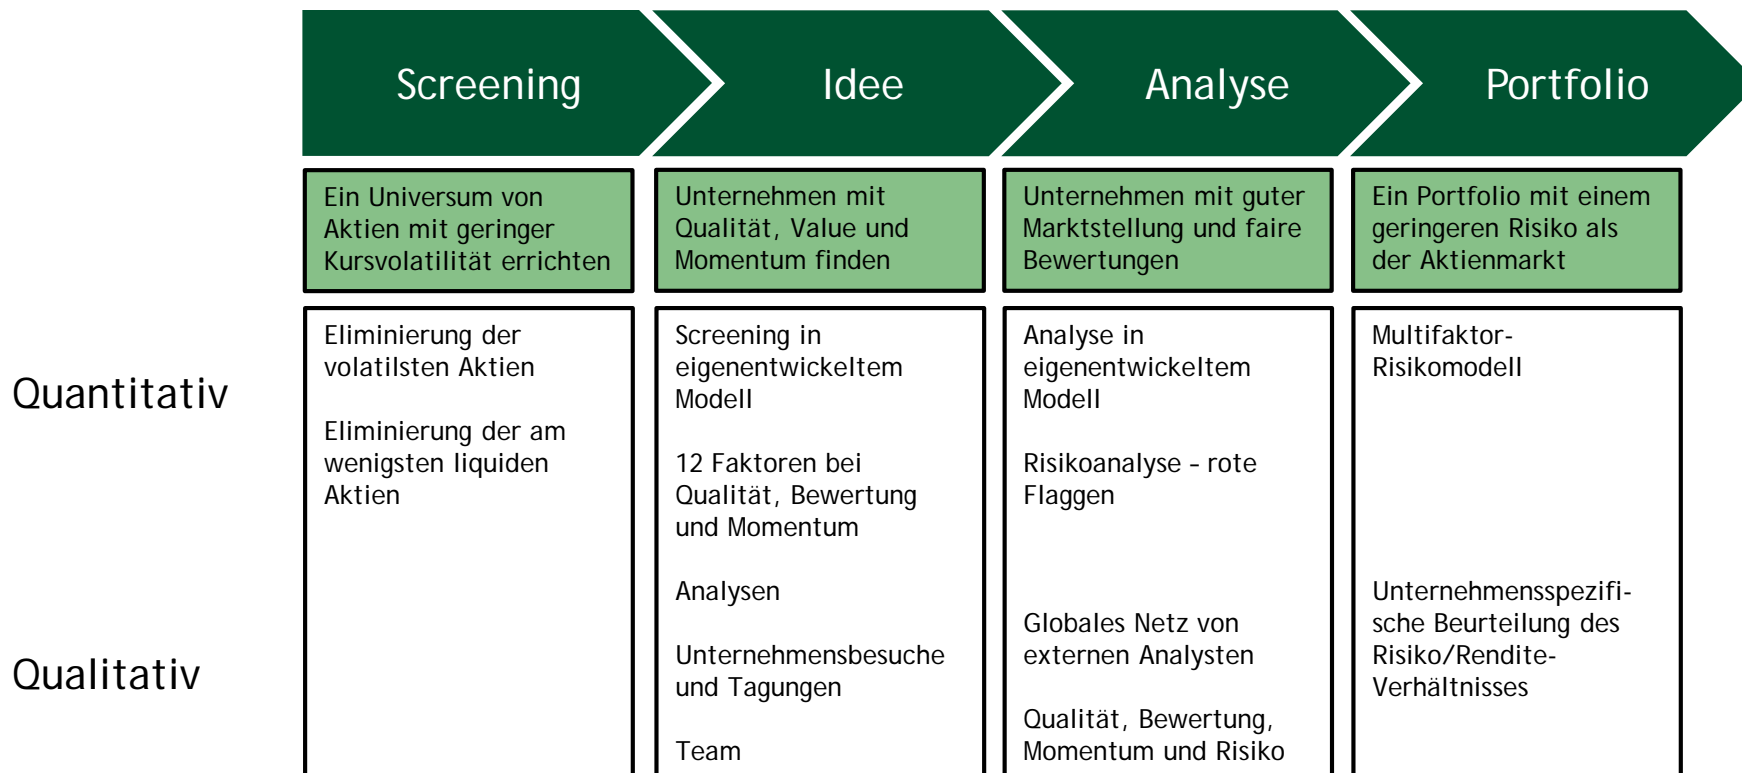 Screening
Idee
Analyse
Portfolio
Ein Universum von
Aktien mit geringer
Kursvolatilität errichten
Unternehmen mit
Qualität, Value und
Momentum finden
Unternehmen mit guter
Marktstellung und faire
Bewertungen
Ein Portfolio mit einem
geringeren Risiko als
der Aktienmarkt
Quantitativ
Eliminierung der
volatilsten Aktien
Eliminierung der am
wenigsten liquiden
Aktien
Screening in
eigenentwickeltem
Modell
12 Faktoren bei
Qualität, Bewertung
und Momentum
Analyse in
eigenentwickeltem
Modell
Risikoanalyse – rote
Flaggen
Multifaktor-
Risikomodell
Qualitativ
Analysen
Unternehmensbesuche
und Tagungen
Team
Globales Netz von
externen Analysten
Qualität, Bewertung,
Momentum und Risiko
Unternehmensspezifi-
sche Beurteilung des
Risiko/Rendite-
Verhältnisses